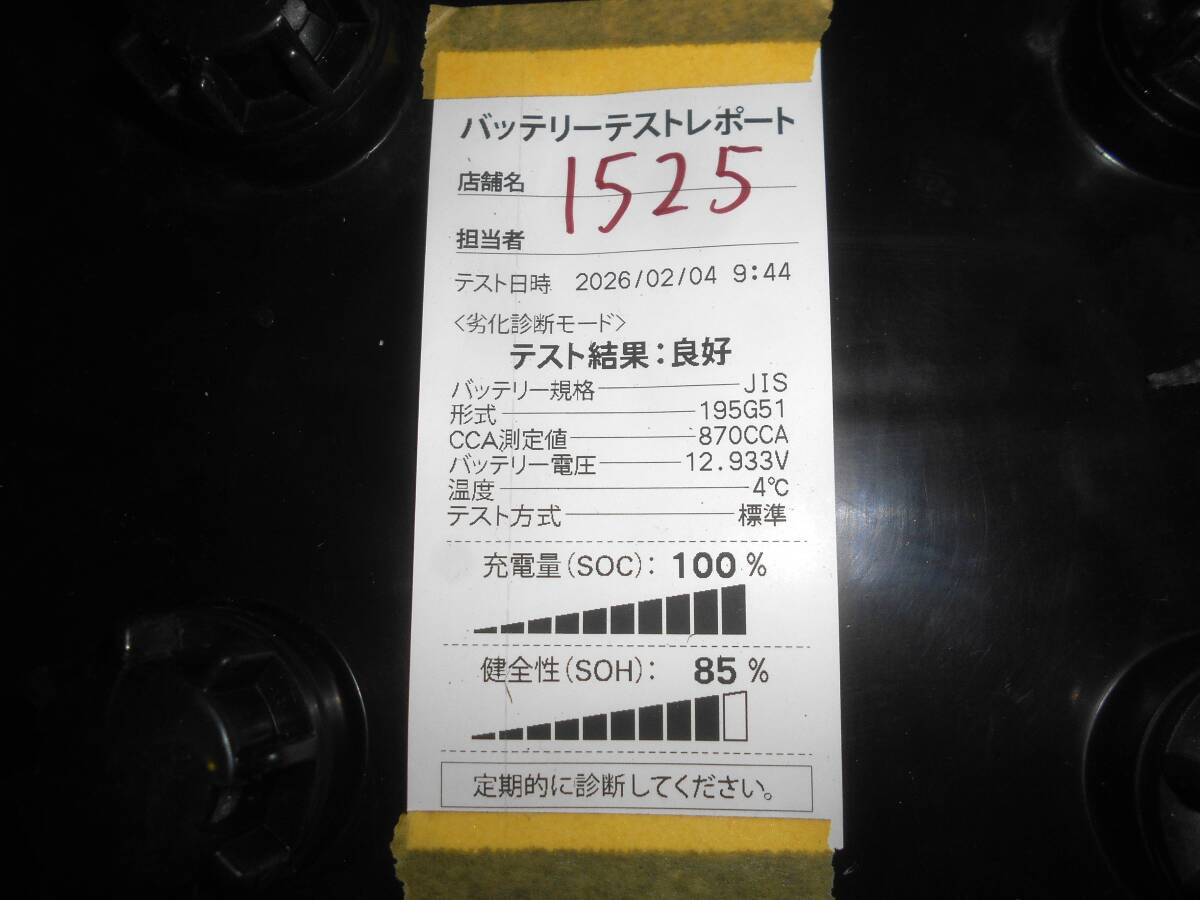 バッテリーテストレポート
店舗名 1525
担当者
テスト日時 2026/02/04 9:44
<劣化診断モード>
テスト結果:良好
バッテリー規格 JIS
形式 195G51
CCA測定値 870CCA
バッテリー電圧 12.933V
温度 4℃
テスト方式 標準
充電量(SOC): 100 %
健全性(SOH): 85 %
定期的に診断してください。